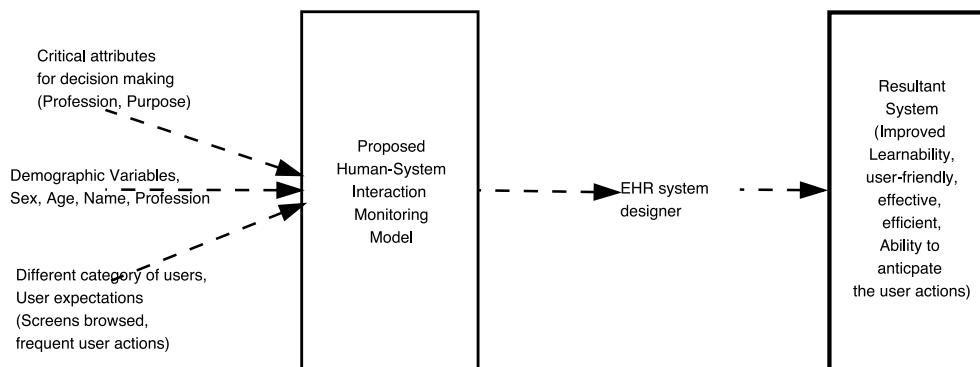 Critical attributes
for decision making
(Profession, Purpose)
Demographic Variables,
Sex, Age, Name, Profession
Different category of users,
User expectations
(Screens browsed,
frequent user actions)
Proposed
Human-System
Interaction
Monitoring
Model
EHR system
designer
Resultant
System
(Improved
Learnability,
user-friendly,
effective,
efficient,
Ability to
anticpate
the user actions)